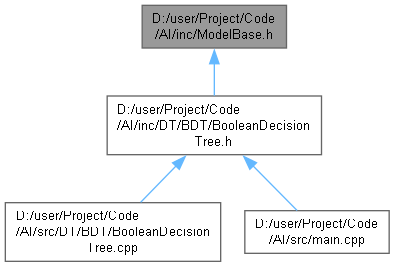 D:/user/Project/Code
/AI/inc/ModelBase.h
D:/user/Project/Code
/AI/inc/DT/BDT/BooleanDecision
Tree.h
D:/user/Project/Code
/AI/src/DT/BDT/BooleanDecision
Tree.cpp
D:/user/Project/Code
/AI/src/main.cpp